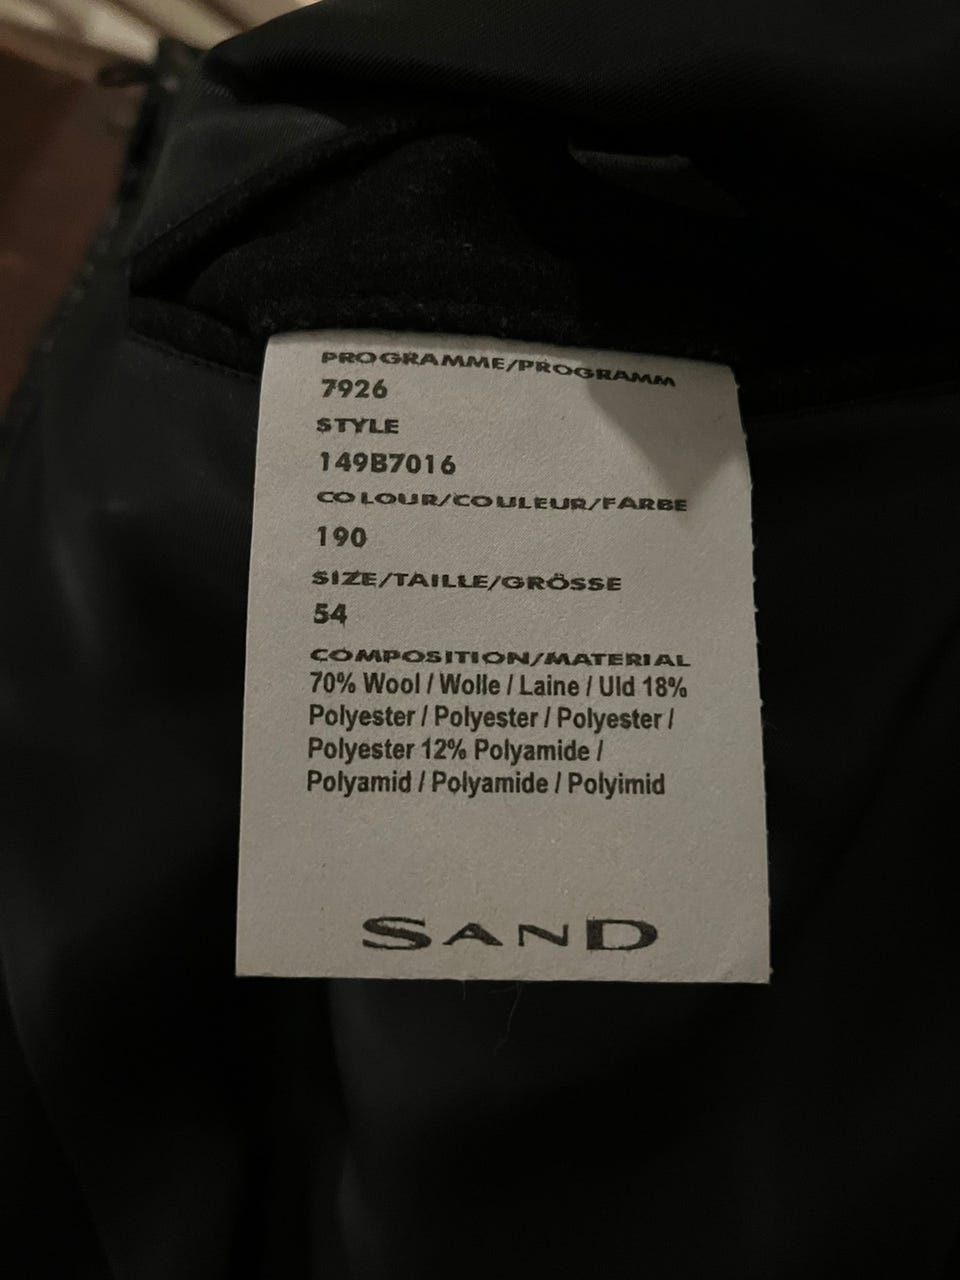 PROGRAMME/PROGRAMM
7926
STYLE
149B7016
COLOUR/COULEUR/FARBE
190
SIZE/TAILLE/GRÖSSE
54
COMPOSITION/MATERIAL
70% Wool / Wolle / Laine / Uld 18%
Polyester / Polyester / Polyester /
Polyester 12% Polyamide /
Polyamid / Polyamide / Polyimid
SAND